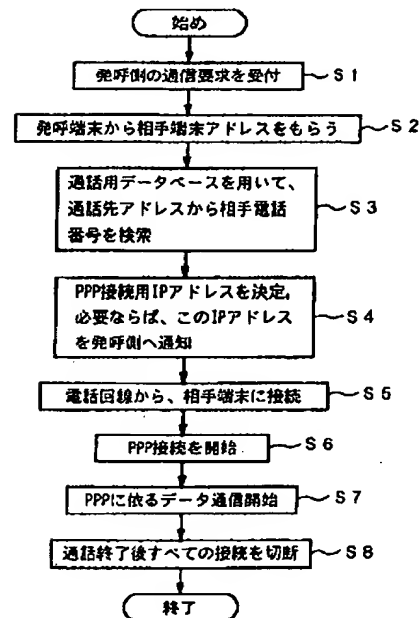 始め
発呼側の通信要求を受付 S1
発呼端末から相手端末アドレスをもらう S2
通話用データベースを用いて、
通話先アドレスから相手電話
番号を検索
S3
PPP接続用IPアドレスを決定,
必要ならば、このIPアドレス
を発呼側へ通知
S4
電話回線から、相手端末に接続 S5
PPP接続を開始 S6
PPPに依るデータ通信開始 S7
通話終了後すべての接続を切断 S8
終了